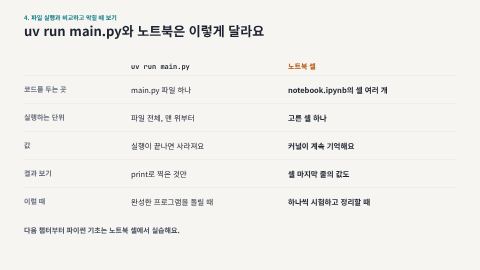 4. 파일 실행과 비교하고 막힐 때 보기
uv run main.py와 노트북은 이렇게 달라요
uv run main.py 노트북 셀
코드를 두는 곳 main.py 파일 하나 notebook.ipynb의 셀 여러 개
실행하는 단위 파일 전체, 맨 위부터 고른 셀 하나
값 실행이 끝나면 사라져요 커널이 계속 기억해요
결과 보기 print로 찍은 것만 셀 마지막 줄의 값도
이럴 때 완성한 프로그램을 돌릴 때 하나씩 시험하고 정리할 때
다음 챕터부터 파이썬 기초는 노트북 셀에서 실습해요.